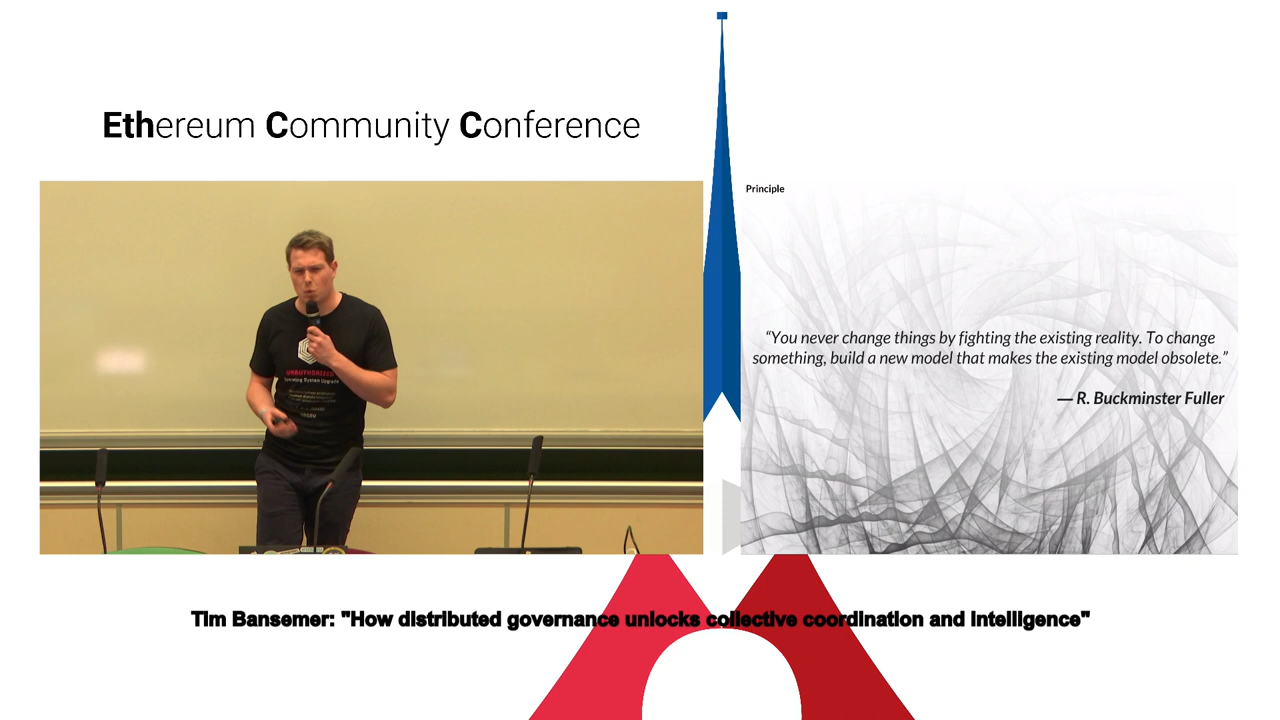 Ethereum Community Conference
Principle
“You never change things by fighting the existing reality. To change
something, build a new model that makes the existing model obsolete.”
— R. Buckminster Fuller
UNAUTHORISED
Operating System Upgrade
Tim Bansemer: "How distributed governance unlocks collective coordination and intelligence"